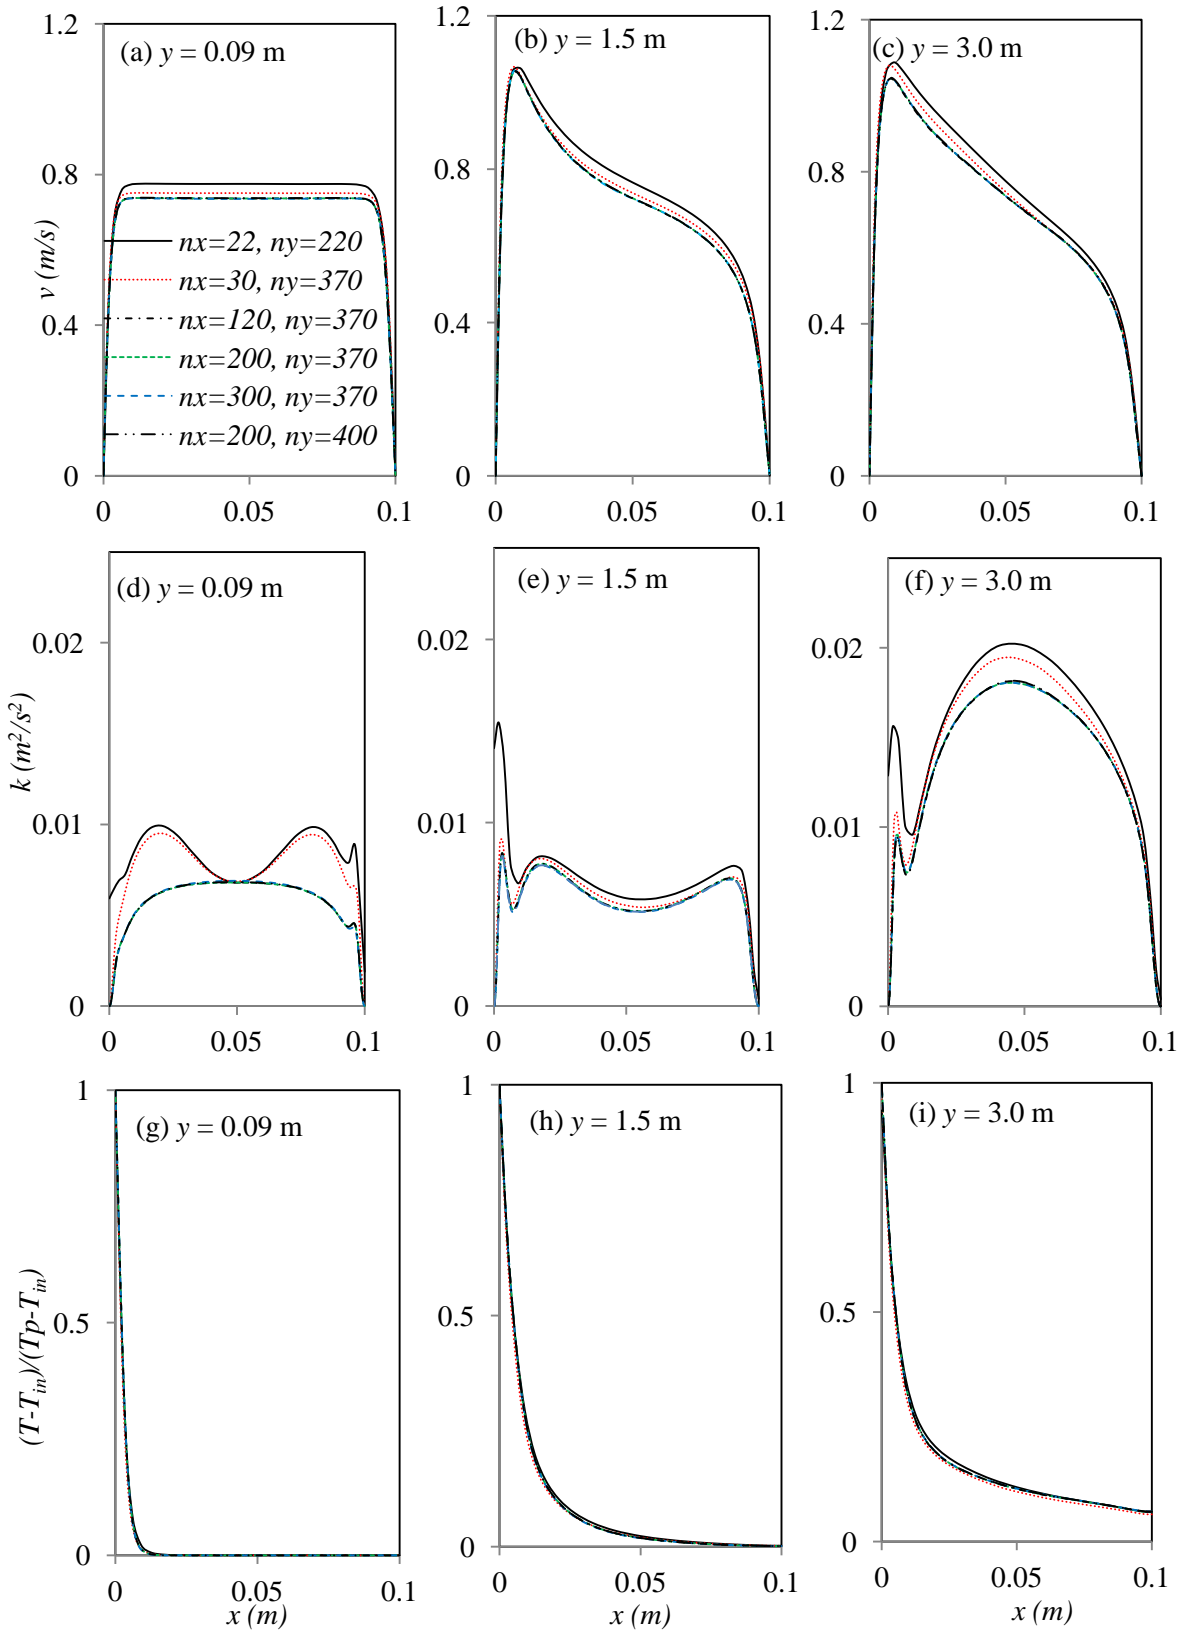 1.2
(a) y = 0.09 m
0.8
v (m/s)
nx=22, ny=220
nx=30, ny=370
nx=120, ny=370
nx=200, ny=370
nx=300, ny=370
nx=200, ny=400
0.4
0
0 0.05 0.1
1.2
(b) y = 1.5 m
0.8
0.4
0
0 0.05 0.1
1.2
(c) y = 3.0 m
0.8
0.4
0
0 0.05 0.1
(d) y = 0.09 m
0.02
k (m²/s²)
0.01
0
0 0.05 0.1
(e) y = 1.5 m
0.02
0.01
0
0 0.05 0.1
(f) y = 3.0 m
0.02
0.01
0
0 0.05 0.1
1
(g) y = 0.09 m
0.5
(T-Tin)/(Tp-Tin)
0
0 0.05 0.1
x (m)
1
(h) y = 1.5 m
0.5
0
0 0.05 0.1
1
(i) y = 3.0 m
0.5
0
0 0.05 0.1
x (m)